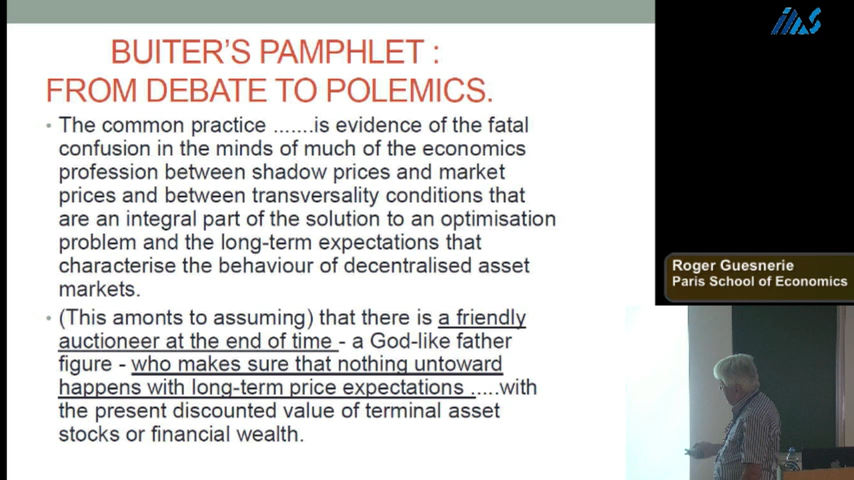 BUITER'S PAMPHLET :
FROM DEBATE TO POLEMICS.
• The common practice .......is evidence of the fatal
confusion in the minds of much of the economics
profession between shadow prices and market
prices and between transversality conditions that
are an integral part of the solution to an optimisation
problem and the long-term expectations that
characterise the behaviour of decentralised asset
markets.
• (This amonts to assuming) that there is a friendly
auctioneer at the end of time - a God-like father
figure - who makes sure that nothing untoward
happens with long-term price expectations .....with
the present discounted value of terminal asset
stocks or financial wealth.
ias
Roger Guesnerie
Paris School of Economics